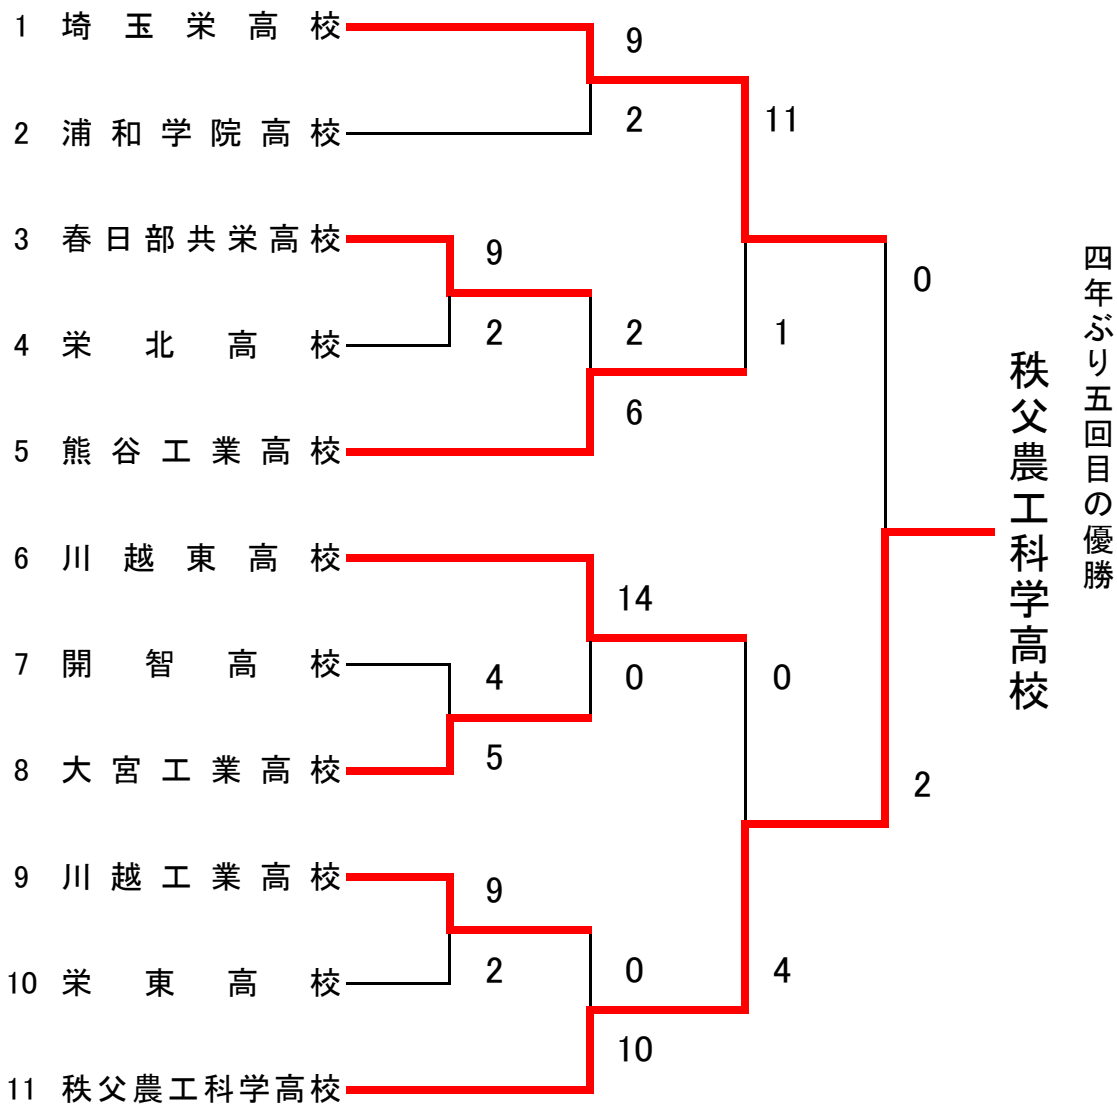 1 埼玉栄高校
9
2
11
2 浦和学院高校
3 春日部共栄高校
9
2
4 栄北高校
2
6
1
5 熊谷工業高校
0
6 川越東高校
14
0
0
7 開智高校
4
5
8 大宮工業高校
2
9 川越工業高校
9
2
10 栄東高校
0
10
4
11 秩父農工科学高校
秩父農工科学高校
四年ぶり五回目の優勝